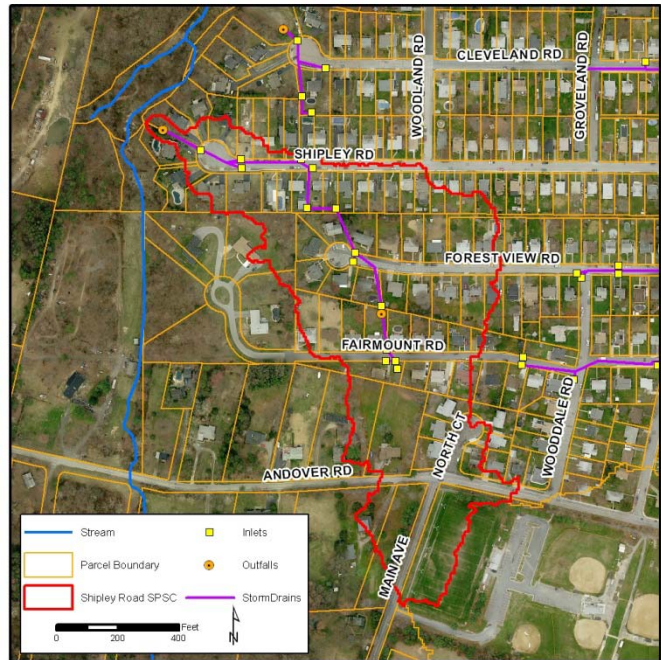 CLEVELAND RD
WOODLAND RD
GROVELAND RD
SHIPLEY RD
FOREST VIEW RD
FAIRMOUNT RD
WOODDALE RD
NORTH CT
ANDOVER RD
MAIN AVE
Stream
Inlets
Parcel Boundary
Outfalls
Shipley Road SPSC
StormDrains
0 200 400 Feet
N